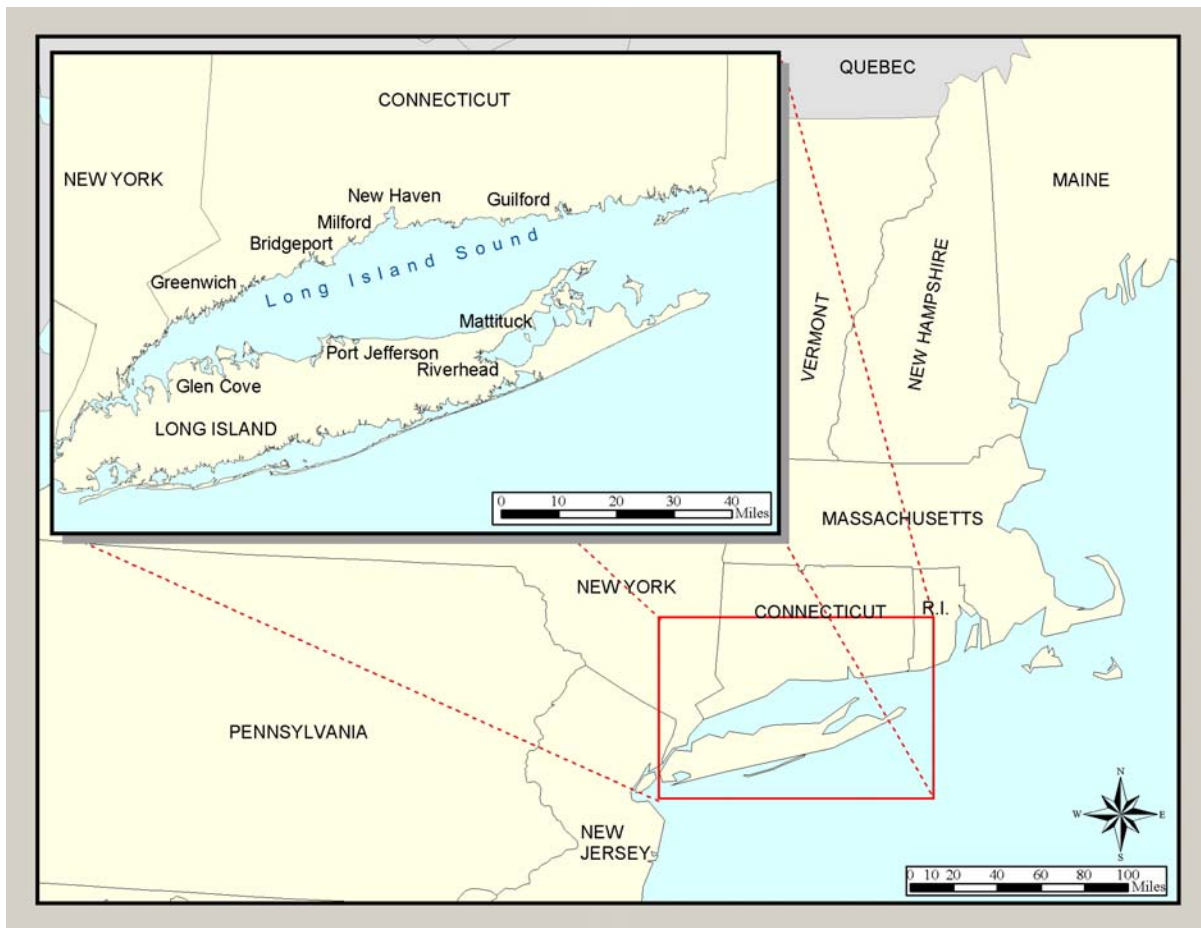 QUEBEC
CONNECTICUT
NEW YORK
MAINE
New Haven
Guilford
Milford
Bridgeport
Long Island Sound
Greenwich
NEW HAMPSHIRE
VERMONT
Mattituck
Port Jefferson
Riverhead
Glen Cove
LONG ISLAND
0 10 20 30 40
Miles
MASSACHUSETTS
NEW YORK
CONNECTICUT
R.I.
PENNSYLVANIA
N
W E
S
NEW
JERSEY
0 10 20 40 60 80 100
Miles